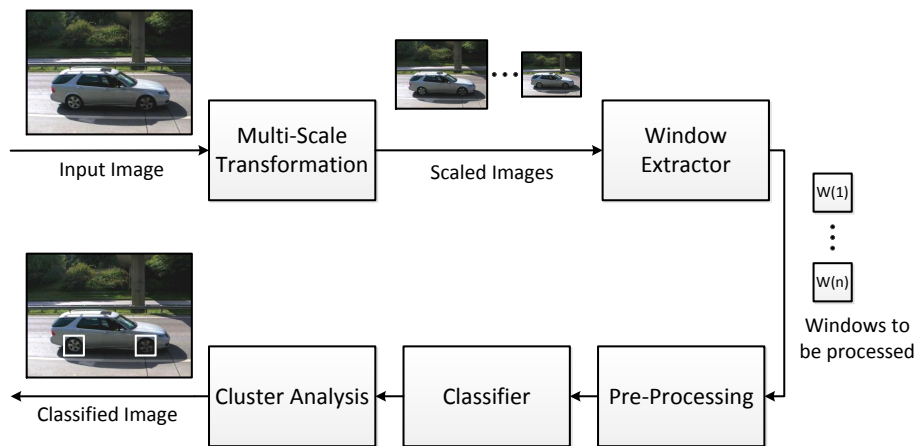 Input Image
Multi-Scale
Transformation
Scaled Images
Window
Extractor
W(1)
W(n)
Windows to
be processed
Pre-Processing
Classifier
Cluster Analysis
Classified Image